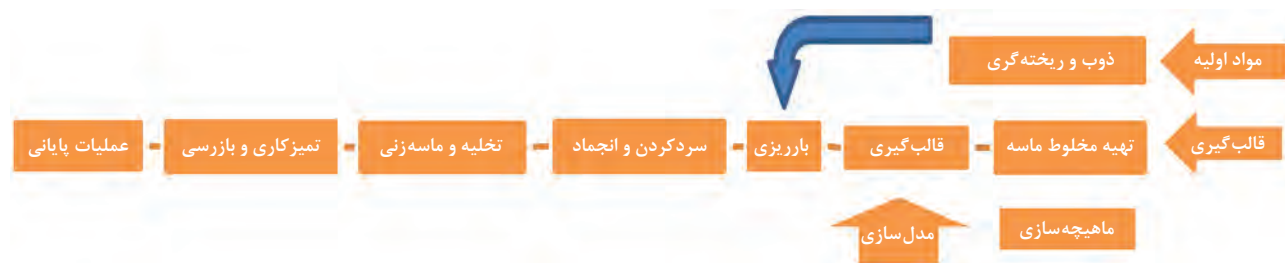 مواد اولیه
ذوب و ریخته‌گری
قالب‌گیری
تهیه مخلوط ماسه
قالب‌گیری
بارریزی
سردکردن و انجماد
تخلیه و ماسه‌زنی
تمیزکاری و بازرسی
عملیات پایانی
ماهیچه‌سازی
مدل‌سازی